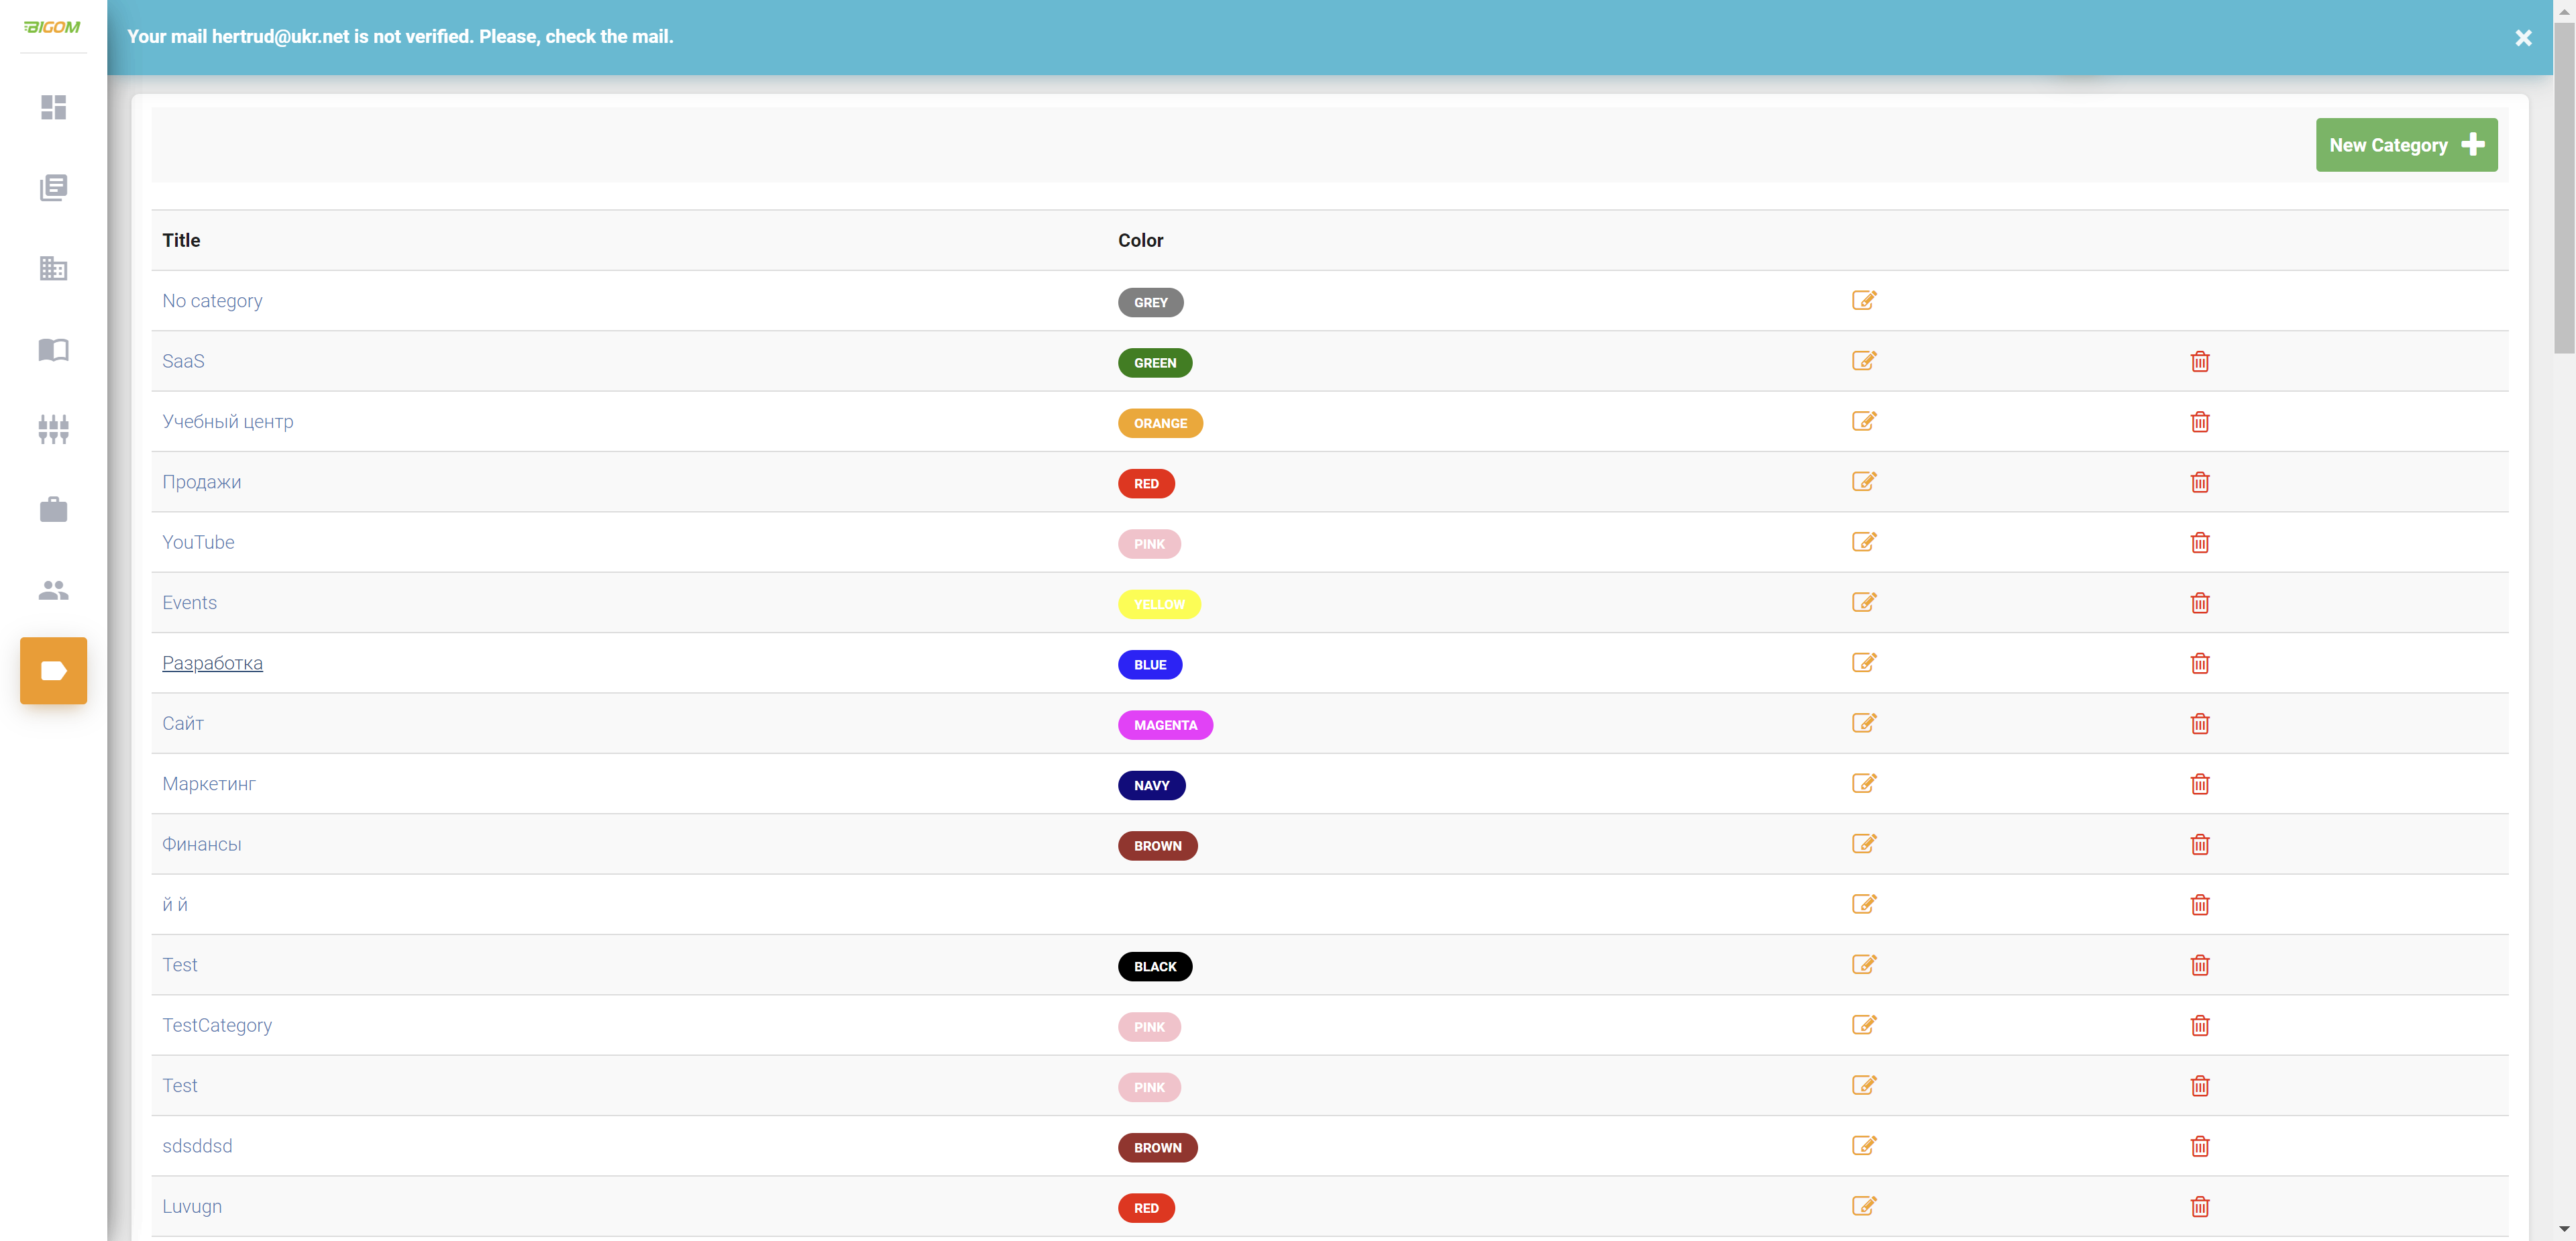 BIGOM
Your mail hertrud@ukr.net is not verified. Please, check the mail.
New Category
Title Color
No category GREY
SaaS GREEN
Учебный центр ORANGE
Продажи RED
YouTube PINK
Events YELLOW
Разработка BLUE
Сайт MAGENTA
Маркетинг NAVY
Финансы BROWN
й й
Test BLACK
TestCategory PINK
Test PINK
sdsddsd BROWN
Luvugn RED